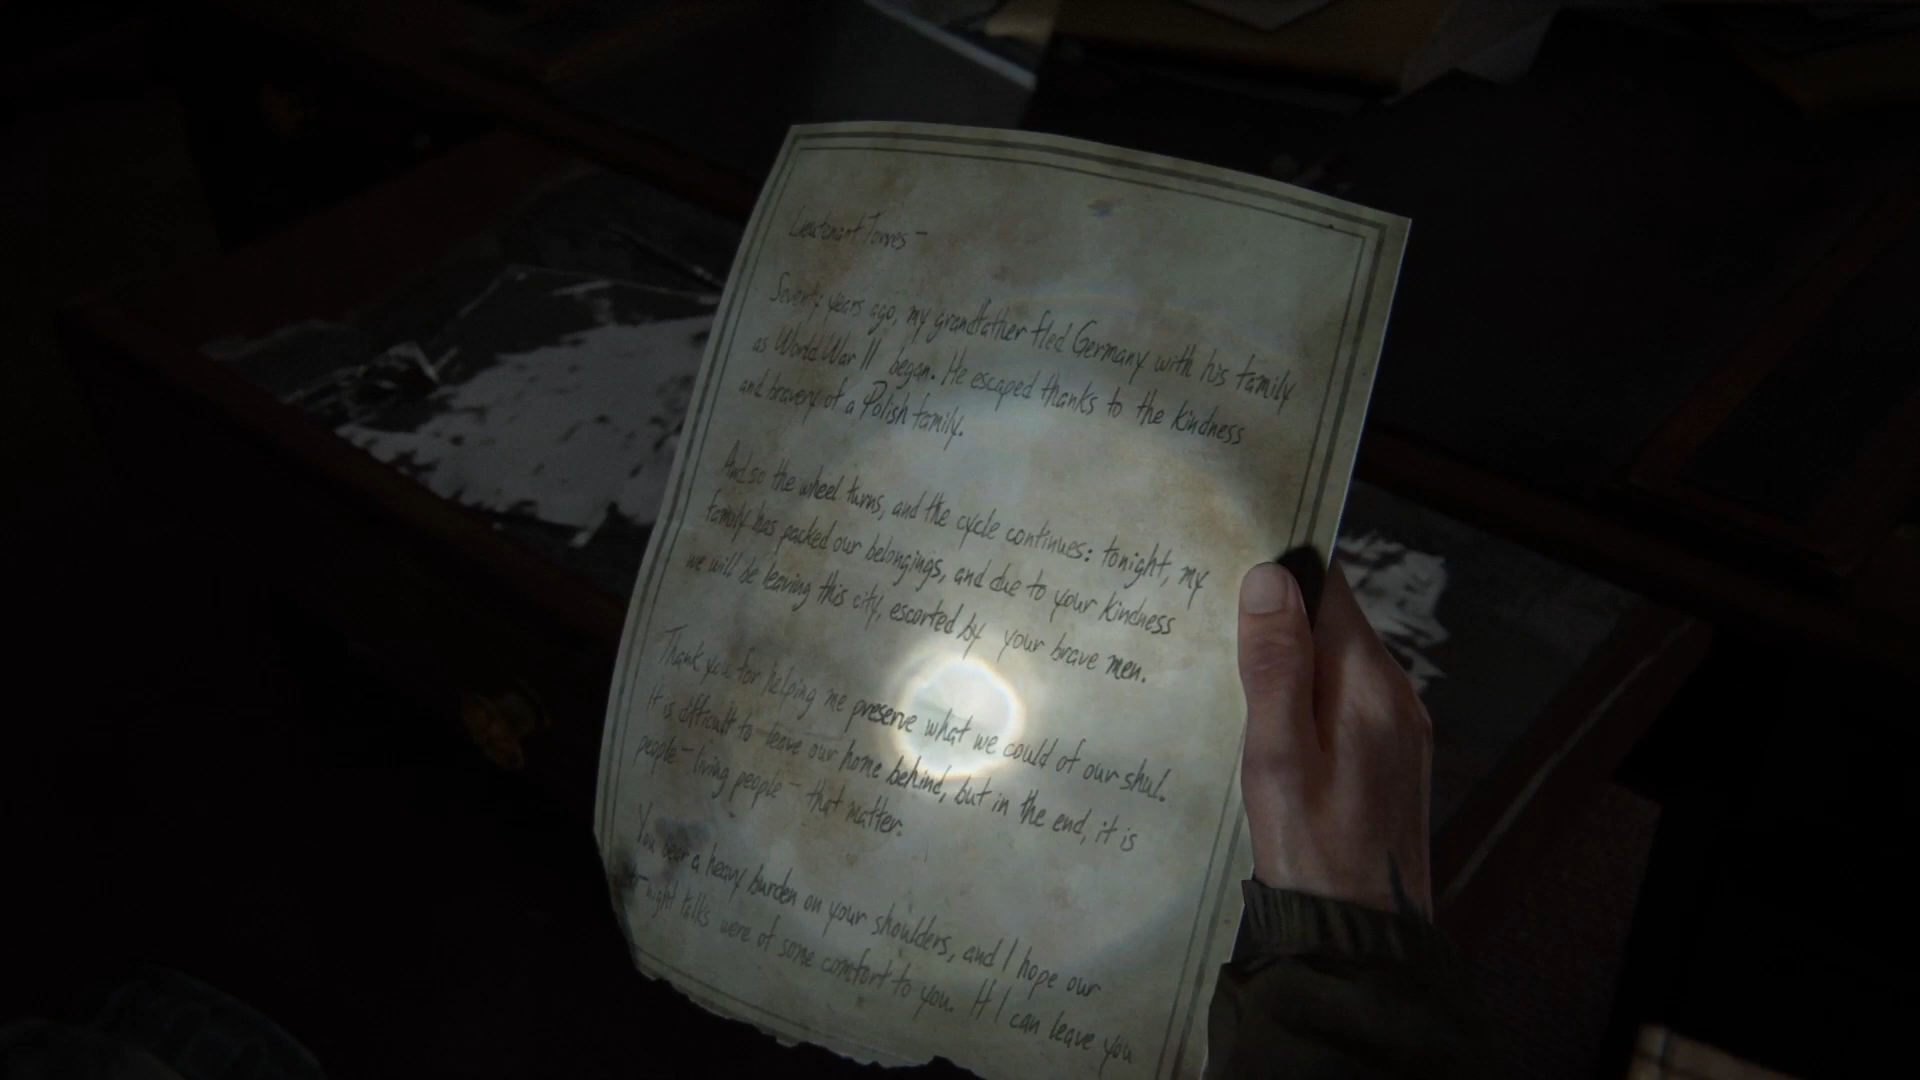 Lieutenant Torres —
Seventy years ago, my grandfather fled Germany with his family
as World War II began. He escaped thanks to the kindness
and bravery of a Polish family.
And so the wheel turns, and the cycle continues: tonight, my
family has packed our belongings, and due to your kindness
we will be leaving this city, escorted by your brave men.
Thank you for helping me preserve what we could of our shul.
It is difficult to leave our home behind, but in the end, it is
people — living people — that matter.
You bear a heavy burden on your shoulders, and I hope our
night talks were of some comfort to you. If I can leave you